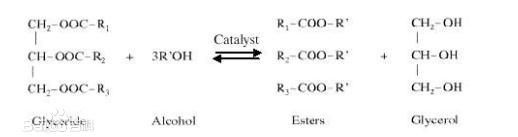 CH₂-OOC-R₁ R₁-COO-R' CH₂-OH
Catalyst
CH-OOC-R₂ + 3R'OH R₂-COO-R' + CH-OH
CH₂-OOC-R₃ R₃-COO-R' CH₂-OH
Glyceride Alcohol Esters Glycerol